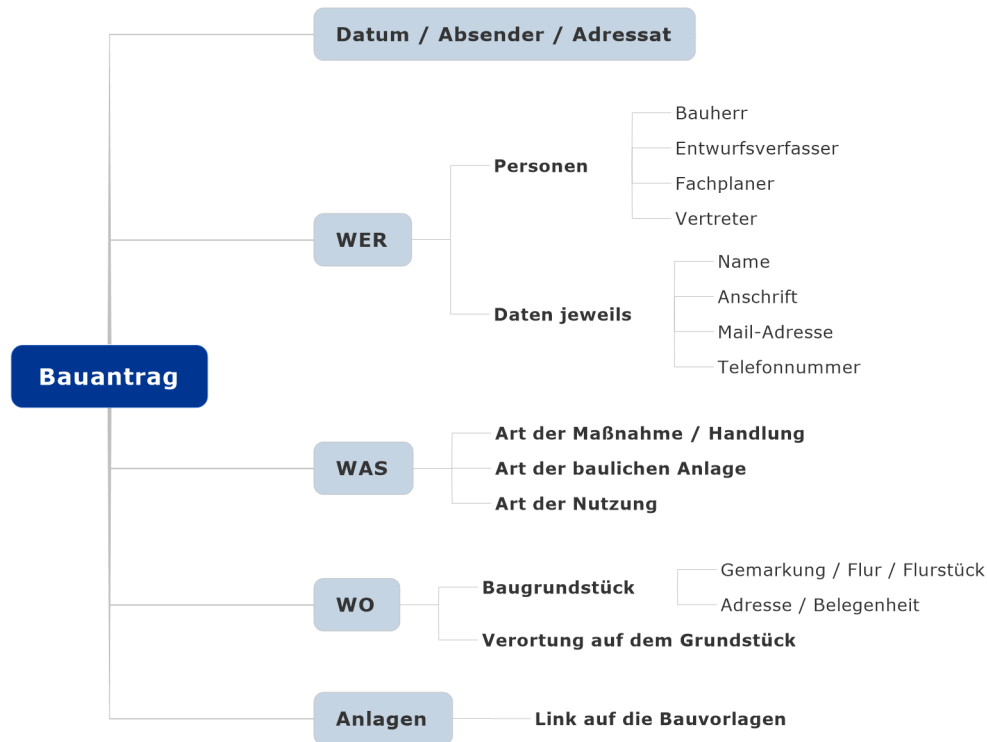 Datum / Absender / Adressat
Bauherr
Entwurfsverfasser
Personen
Fachplaner
Vertreter
WER
Name
Anschrift
Daten jeweils
Mail-Adresse
Telefonnummer
Bauantrag
Art der Maßnahme / Handlung
WAS
Art der baulichen Anlage
Art der Nutzung
Gemarkung / Flur / Flurstück
Baugrundstück
WO
Adresse / Belegenheit
Verortung auf dem Grundstück
Anlagen
Link auf die Bauvorlagen